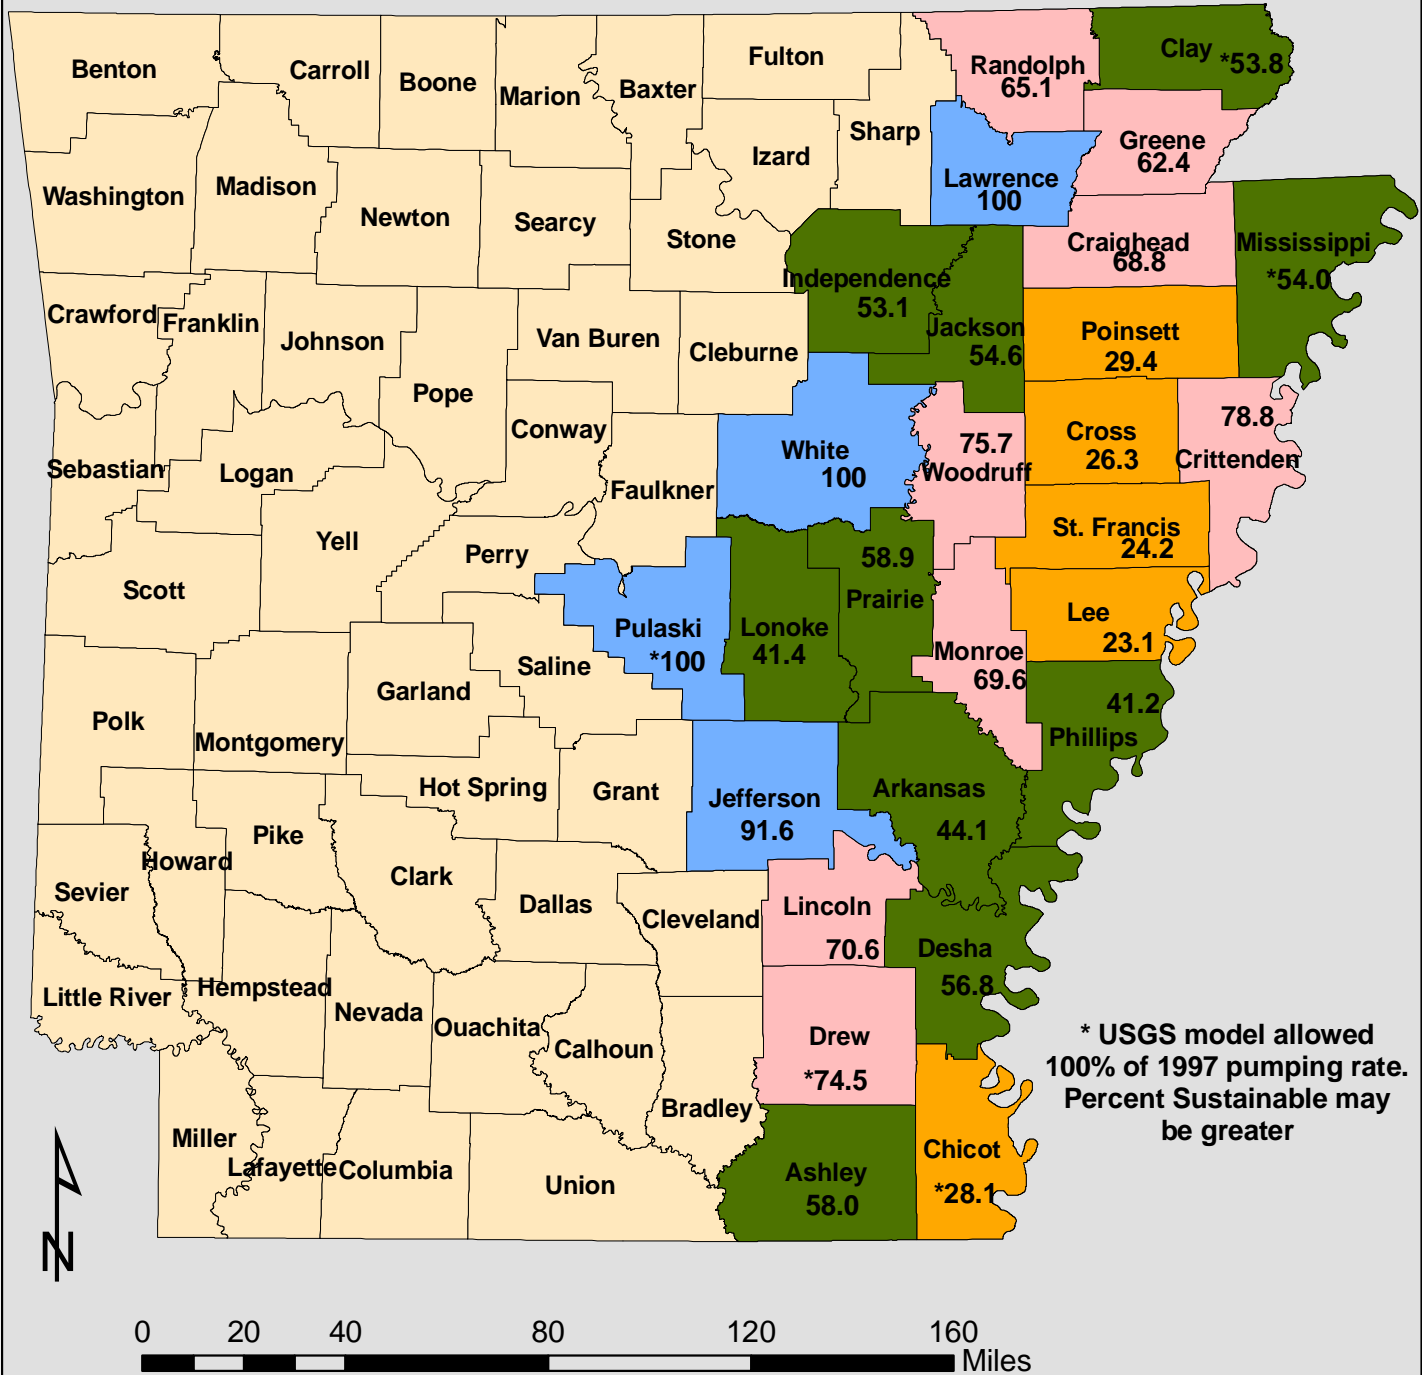 Benton
Carroll
Boone
Marion
Baxter
Fulton
Randolph
65.1
Clay *53.8
Sharp
Izard
Greene
62.4
Washington
Madison
Newton
Searcy
Stone
Lawrence
100
Craighead
68.8
Mississippi
*54.0
Independence
53.1
Crawford
Franklin
Johnson
Van Buren
Cleburne
Jackson
54.6
Poinsett
29.4
Pope
Conway
White
100
75.7
Woodruff
Cross
26.3
78.8
Crittenden
Sebastian
Logan
Faulkner
Yell
Perry
58.9
Prairie
St. Francis
24.2
Scott
Pulaski
*100
Lonoke
41.4
Lee
23.1
Monroe
69.6
Saline
Garland
Polk
Montgomery
41.2
Phillips
Hot Spring
Grant
Jefferson
91.6
Arkansas
44.1
Pike
Howard
Sevier
Clark
Dallas
Cleveland
Lincoln
70.6
Desha
56.8
Little River
Hempstead
Nevada
Ouachita
Calhoun
Drew
*74.5
* USGS model allowed
100% of 1997 pumping rate.
Percent Sustainable may
be greater
Bradley
Miller
Lafayette
Columbia
Union
Ashley
58.0
Chicot
*28.1
N
0 20 40 80 120 160
Miles